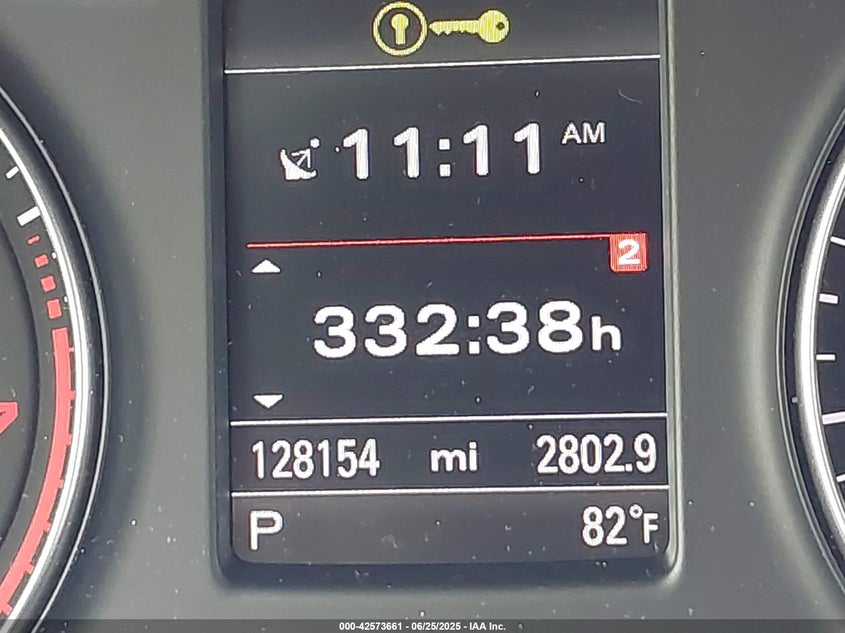 11:11 AM
2
332:38h
128154 mi 2802.9
P 82°F
000-42573661 - 06/25/2025 - IAA Inc.